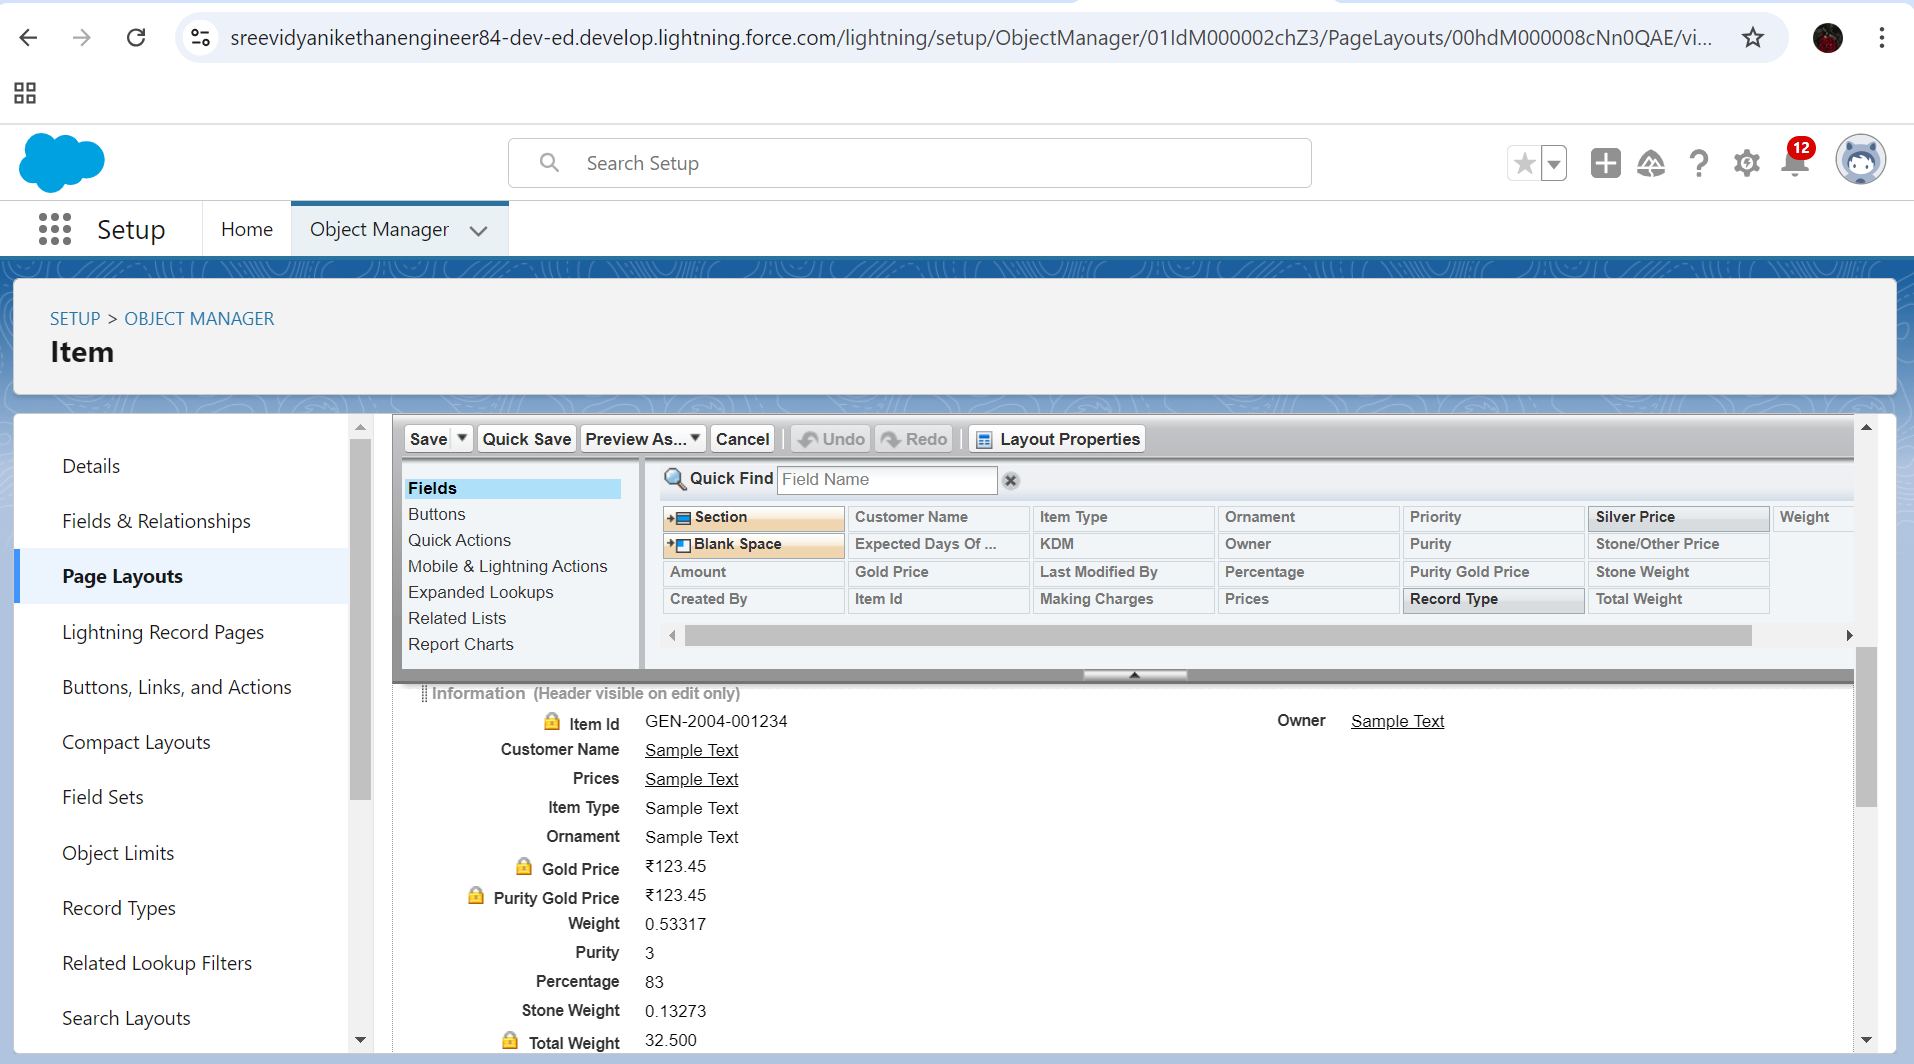 sreevidyanikethanengineer84-dev-ed.develop.lightning.force.com/lightning/setup/ObjectManager/01IdM000002chZ3/PageLayouts/00hdM000008cNn0QAE/vi...
Search Setup
12
Setup
Home
Object Manager
SETUP > OBJECT MANAGER
Item
Details
Fields & Relationships
Page Layouts
Lightning Record Pages
Buttons, Links, and Actions
Compact Layouts
Field Sets
Object Limits
Record Types
Related Lookup Filters
Search Layouts
Save Quick Save Preview As... Cancel Undo Redo Layout Properties
Fields
Buttons
Quick Actions
Mobile & Lightning Actions
Expanded Lookups
Related Lists
Report Charts
Quick Find Field Name
Section Customer Name Item Type Ornament Priority Silver Price Weight
Blank Space Expected Days Of ... KDM Owner Purity Stone/Other Price
Amount Gold Price Last Modified By Percentage Purity Gold Price Stone Weight
Created By Item Id Making Charges Prices Record Type Total Weight
Information (Header visible on edit only)
Item Id GEN-2004-001234 Owner Sample Text
Customer Name Sample Text
Prices Sample Text
Item Type Sample Text
Ornament Sample Text
Gold Price ₹123.45
Purity Gold Price ₹123.45
Weight 0.53317
Purity 3
Percentage 83
Stone Weight 0.13273
Total Weight 32.500